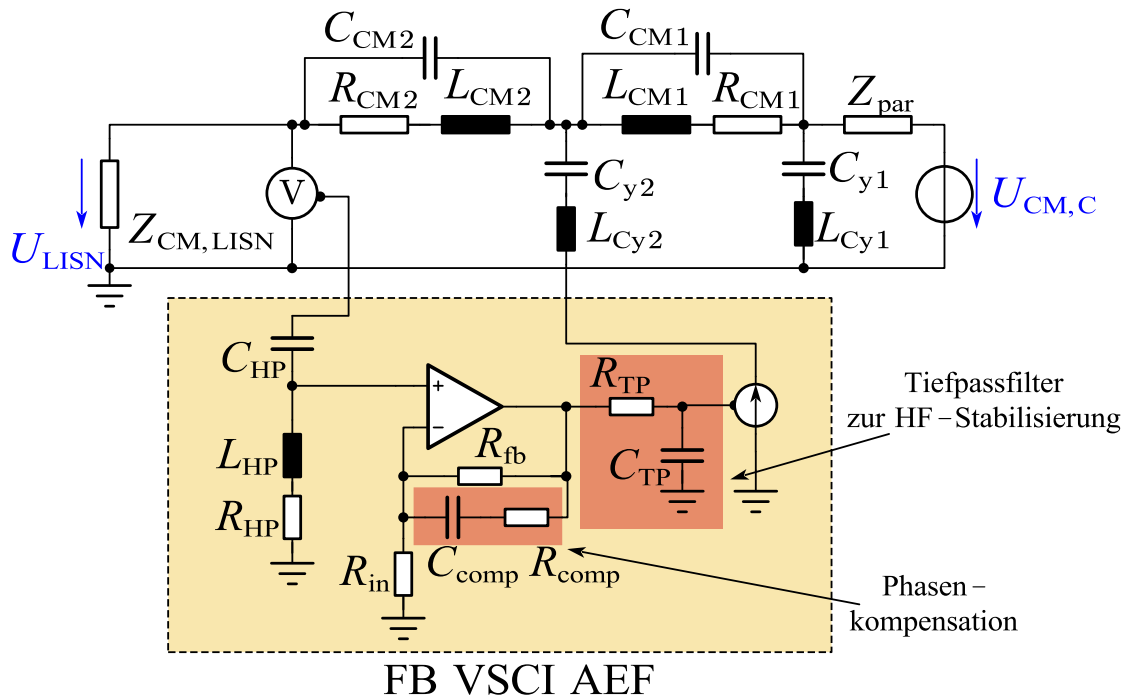 C_CM2
C_CM1
R_CM2
L_CM2
L_CM1
R_CM1
Z_par
V
C_y2
C_y1
U_CM,C
U_LISN
Z_CM,LISN
L_Cy2
L_Cy1
C_HP
+
R_TP
Tiefpassfilter
zur HF–Stabilisierung
−
R_fb
L_HP
C_TP
R_HP
R_in
C_comp
R_comp
Phasen–
kompensation
FB VSCI AEF